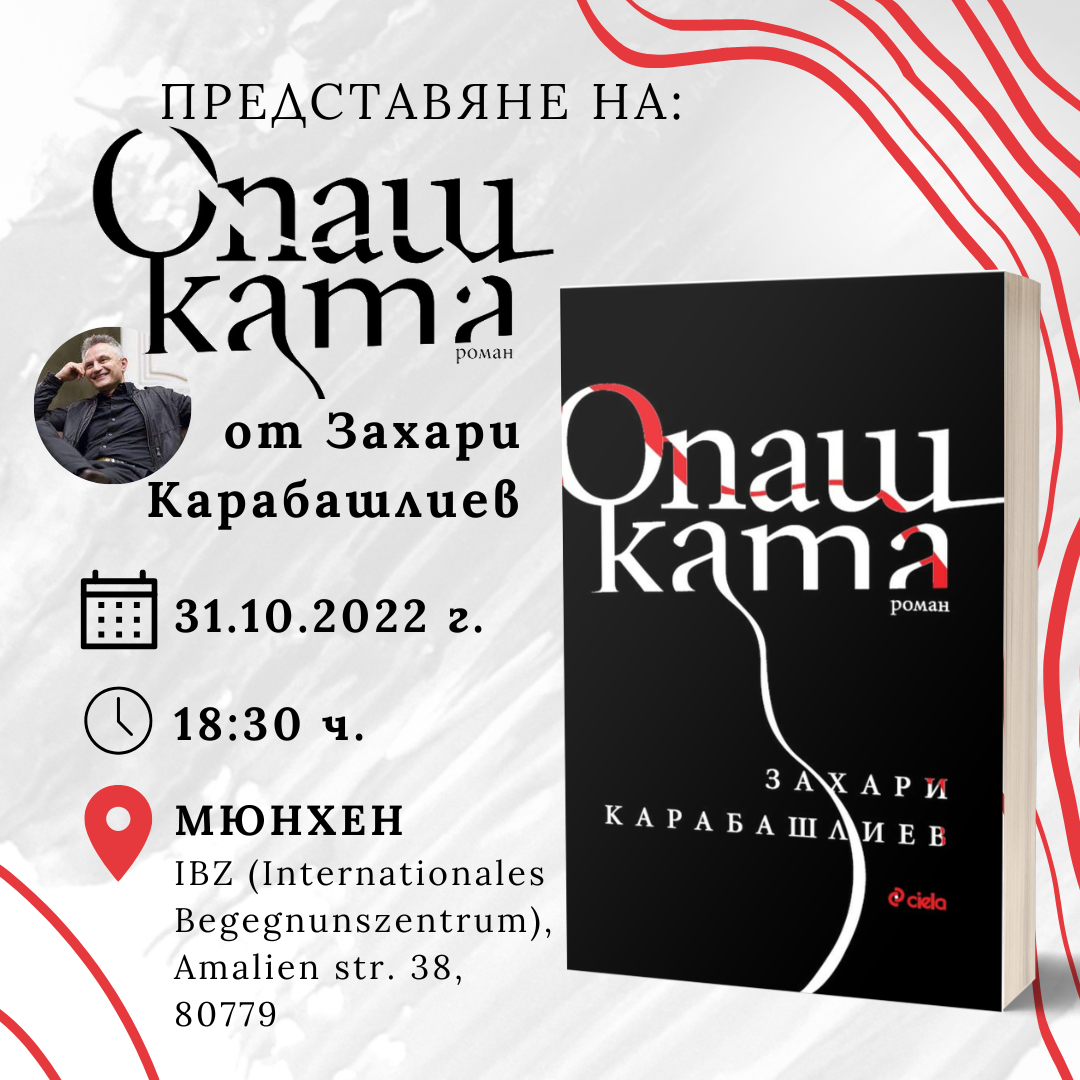 ПРЕДСТАВЯНЕ НА:
Опаш
ката
роман
от Захари
Карабашлиев
31.10.2022 г.
18:30 ч.
МЮНХЕН
IBZ (Internationales
Begegnunszentrum),
Amalien str. 38,
80779
Опаш
ката
роман
ЗАХАРИ
КАРАБАШЛИЕВ
ciela